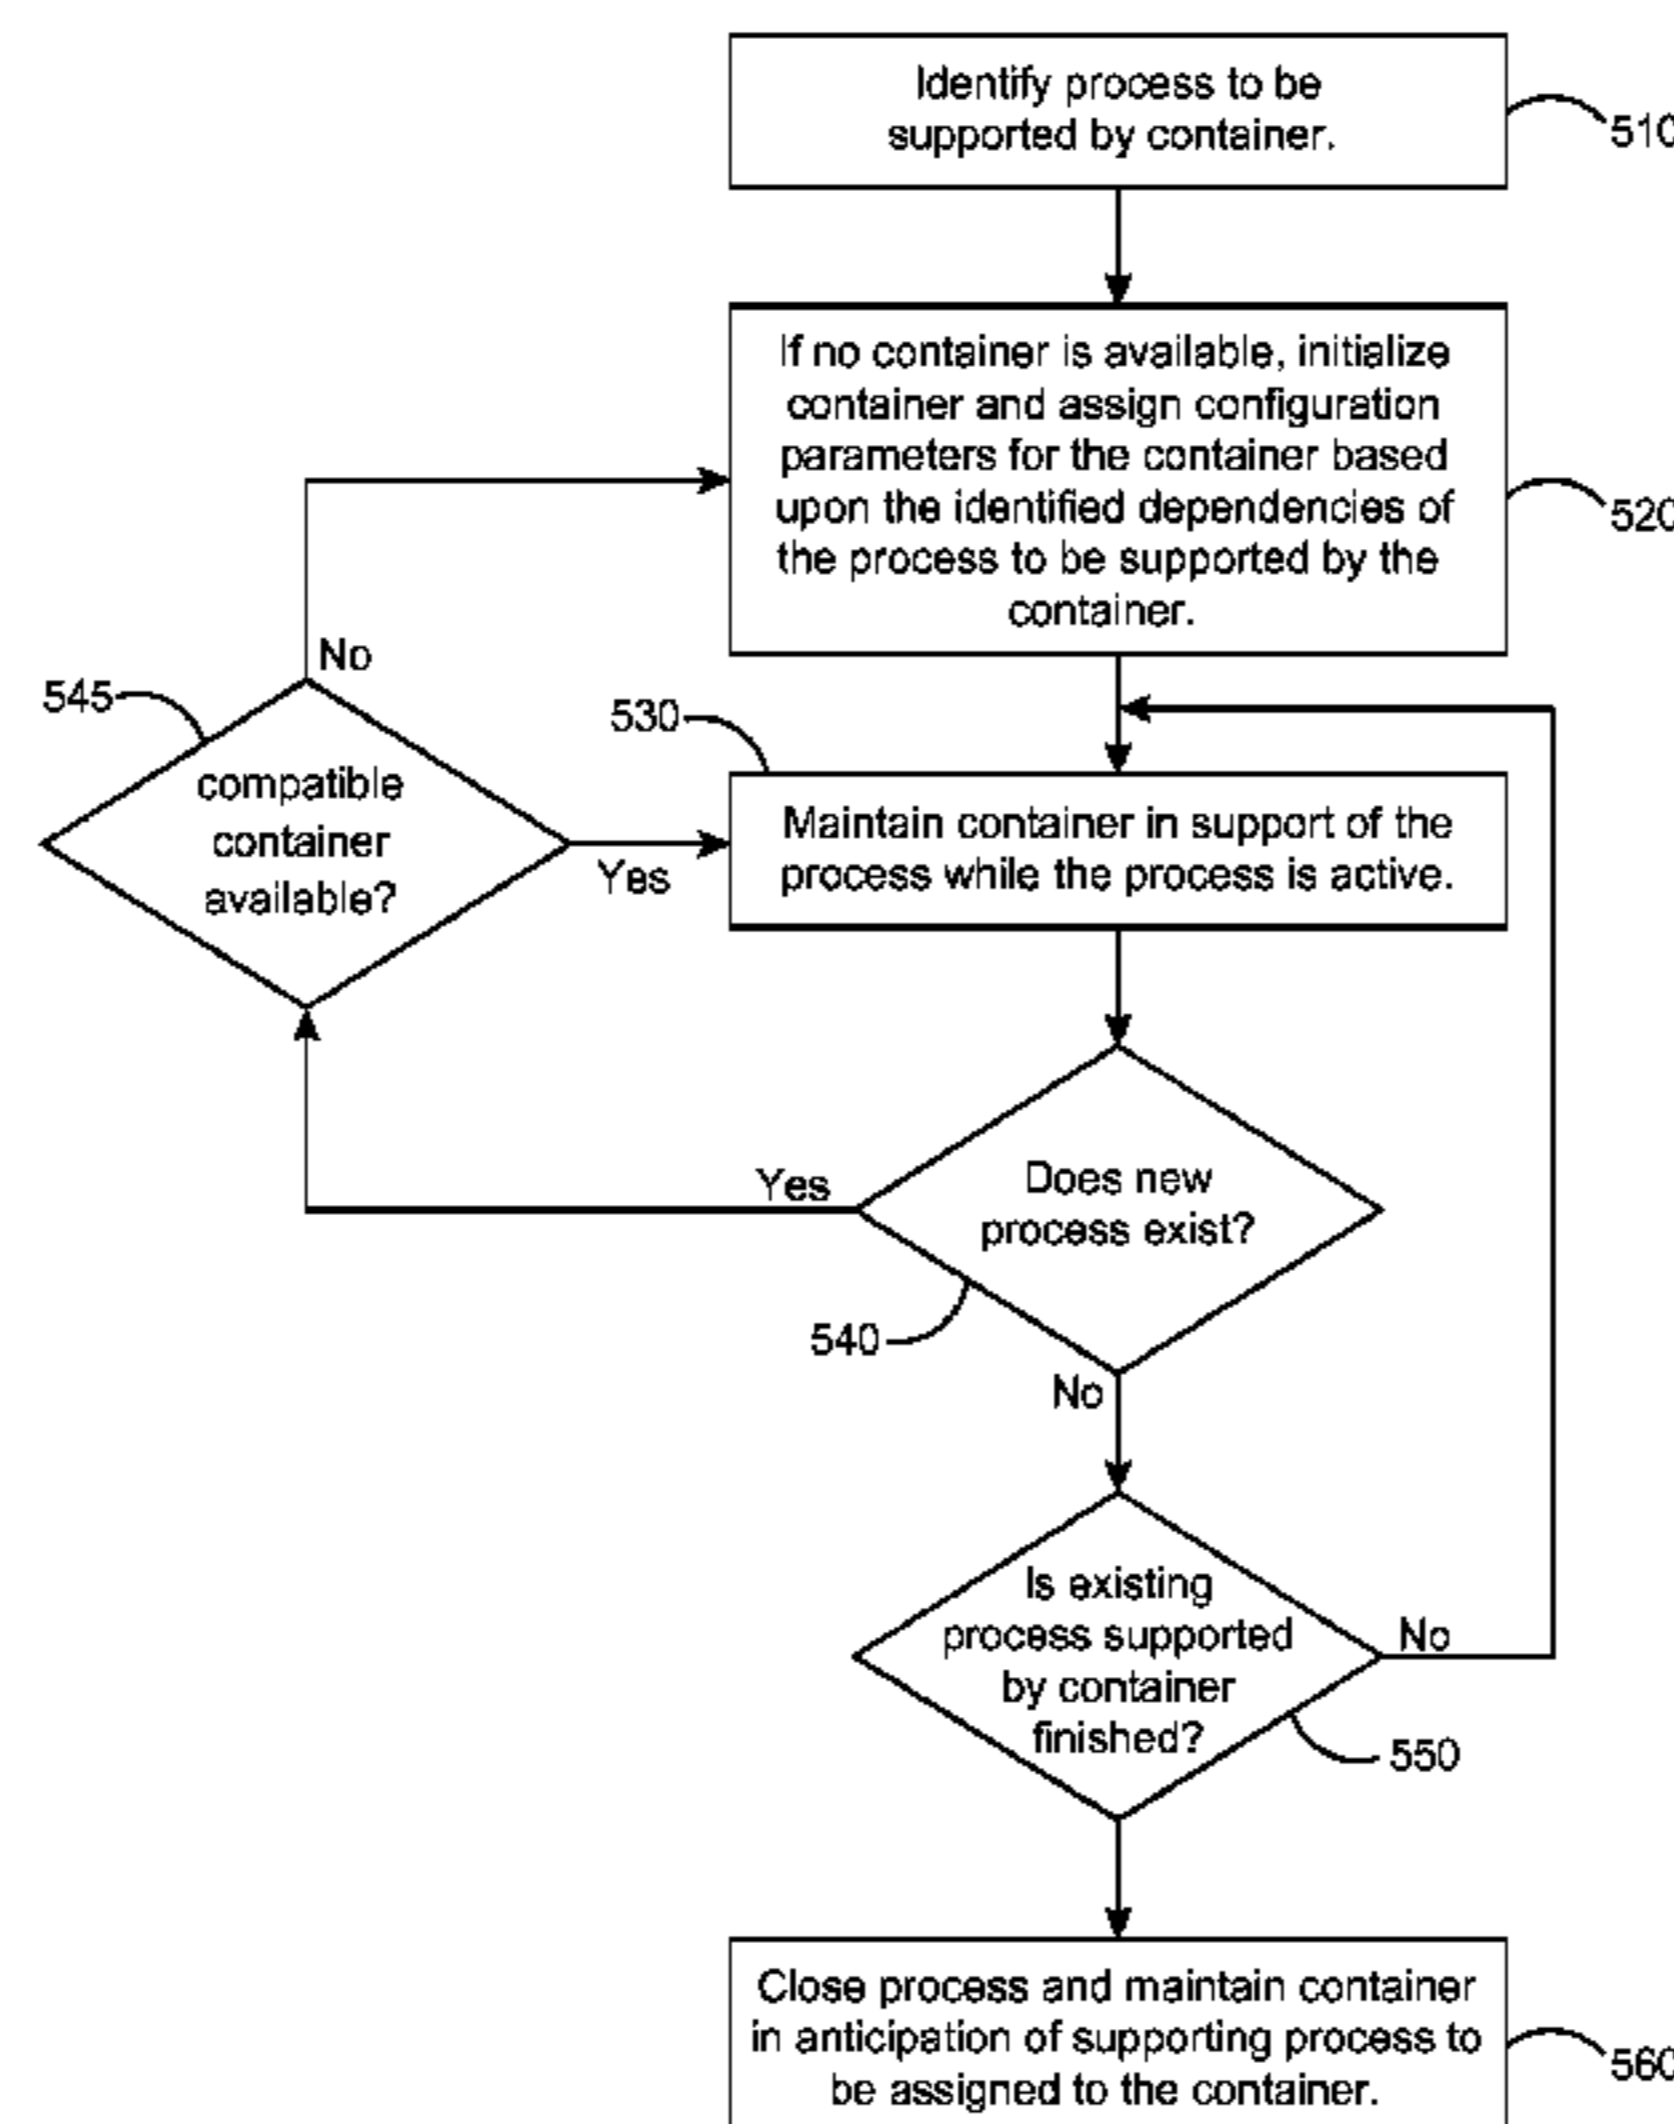 Identify process to be
supported by container.
510
If no container is available, initialize
container and assign configuration
parameters for the container based
upon the identified dependencies of
the process to be supported by the
container.
520
No
545
compatible
container
available?
Yes
530
Maintain container in support of the
process while the process is active.
Does new
process exist?
Yes
540
No
Is existing
process supported
by container
finished?
No
550
Close process and maintain container
in anticipation of supporting process to
be assigned to the container.
560